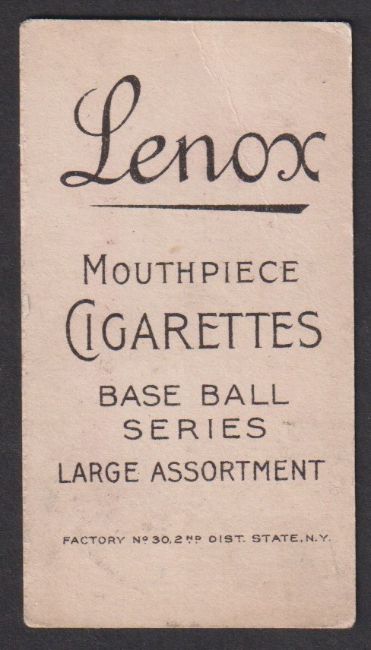 Lenox
MOUTHPIECE
CIGARETTES
BASE BALL
SERIES
LARGE ASSORTMENT
FACTORY Nº 30, 2ND DIST. STATE, N.Y.